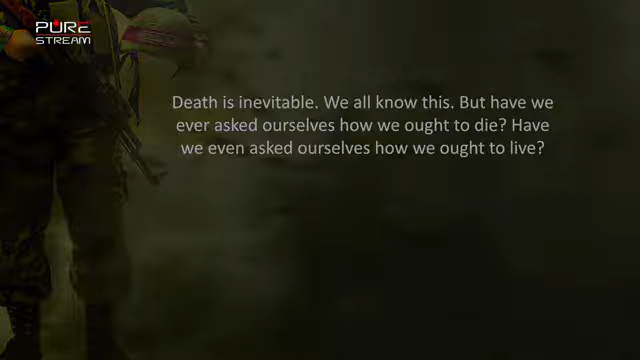 PURE
STREAM
Death is inevitable. We all know this. But have we
ever asked ourselves how we ought to die? Have
we even asked ourselves how we ought to live?